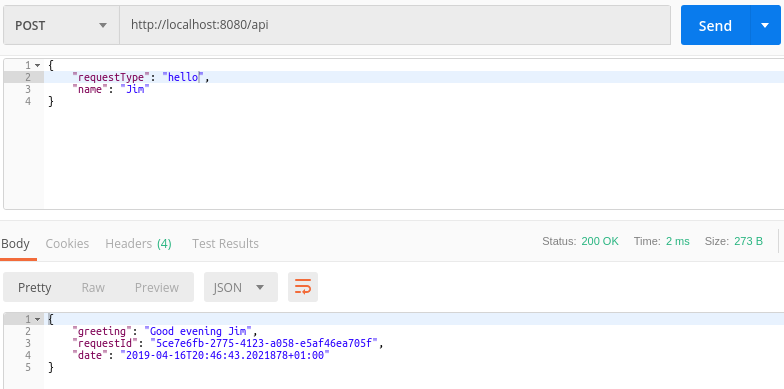 POST http://localhost:8080/api Send
1 {
2 "requestType": "hello",
3 "name": "Jim"
4 }
Body Cookies Headers (4) Test Results Status: 200 OK Time: 2 ms Size: 273 B
Pretty Raw Preview JSON
1 {
2 "greeting": "Good evening Jim",
3 "requestId": "5ce7e6fb-2775-4123-a058-e5af46ea705f",
4 "date": "2019-04-16T20:46:43.2021878+01:00"
5 }